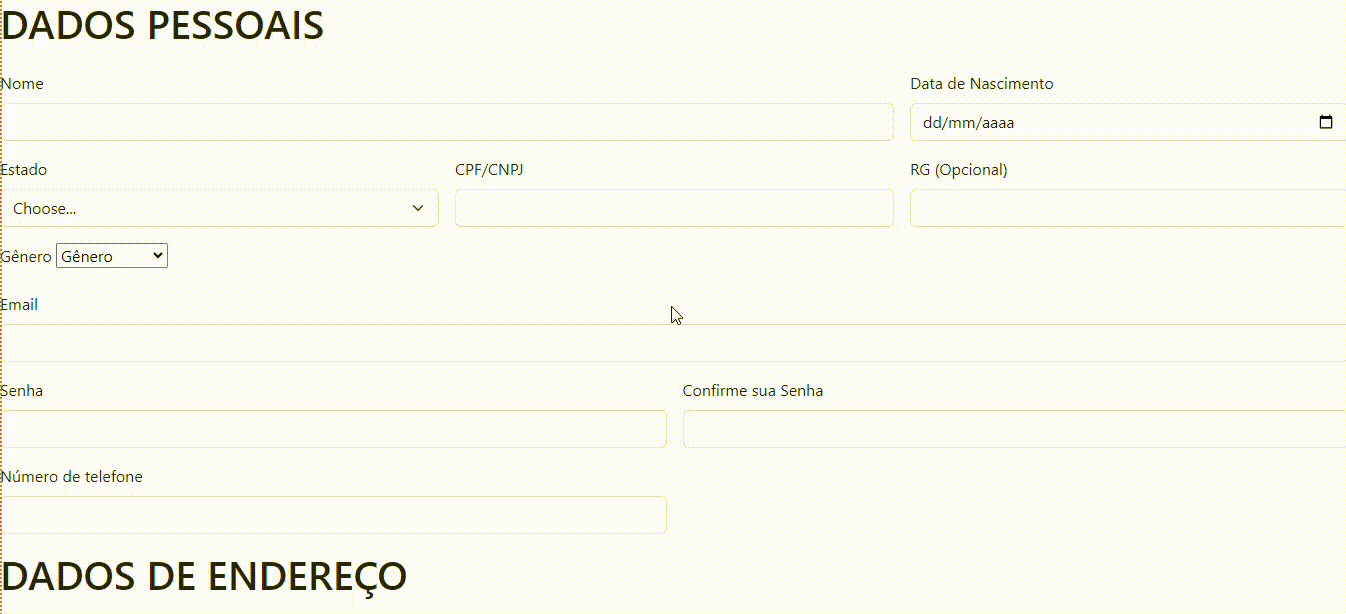 DADOS PESSOAIS
Nome Data de Nascimento
dd/mm/aaaa
Estado CPF/CNPJ RG (Opcional)
Choose...
Gênero Gênero
Email
Senha Confirme sua Senha
Número de telefone
DADOS DE ENDEREÇO